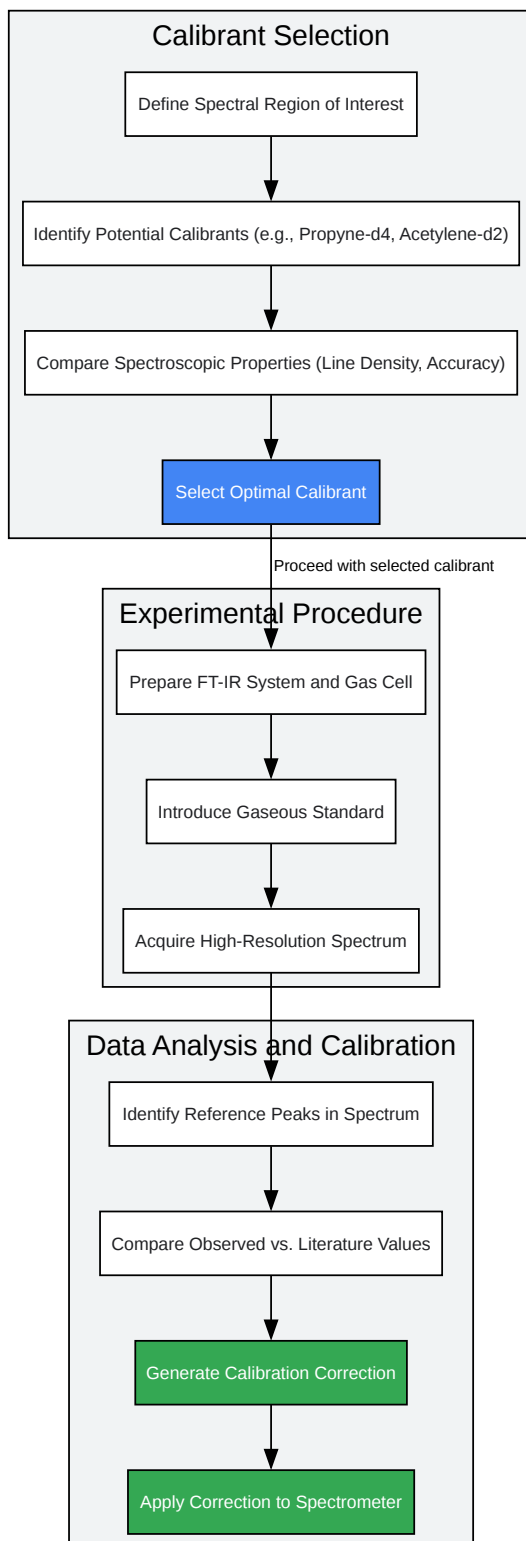 Calibrant Selection
Define Spectral Region of Interest
Identify Potential Calibrants (e.g., Propyne-d4, Acetylene-d2)
Compare Spectroscopic Properties (Line Density, Accuracy)
Select Optimal Calibrant
Proceed with selected calibrant
Experimental Procedure
Prepare FT-IR System and Gas Cell
Introduce Gaseous Standard
Acquire High-Resolution Spectrum
Data Analysis and Calibration
Identify Reference Peaks in Spectrum
Compare Observed vs. Literature Values
Generate Calibration Correction
Apply Correction to Spectrometer